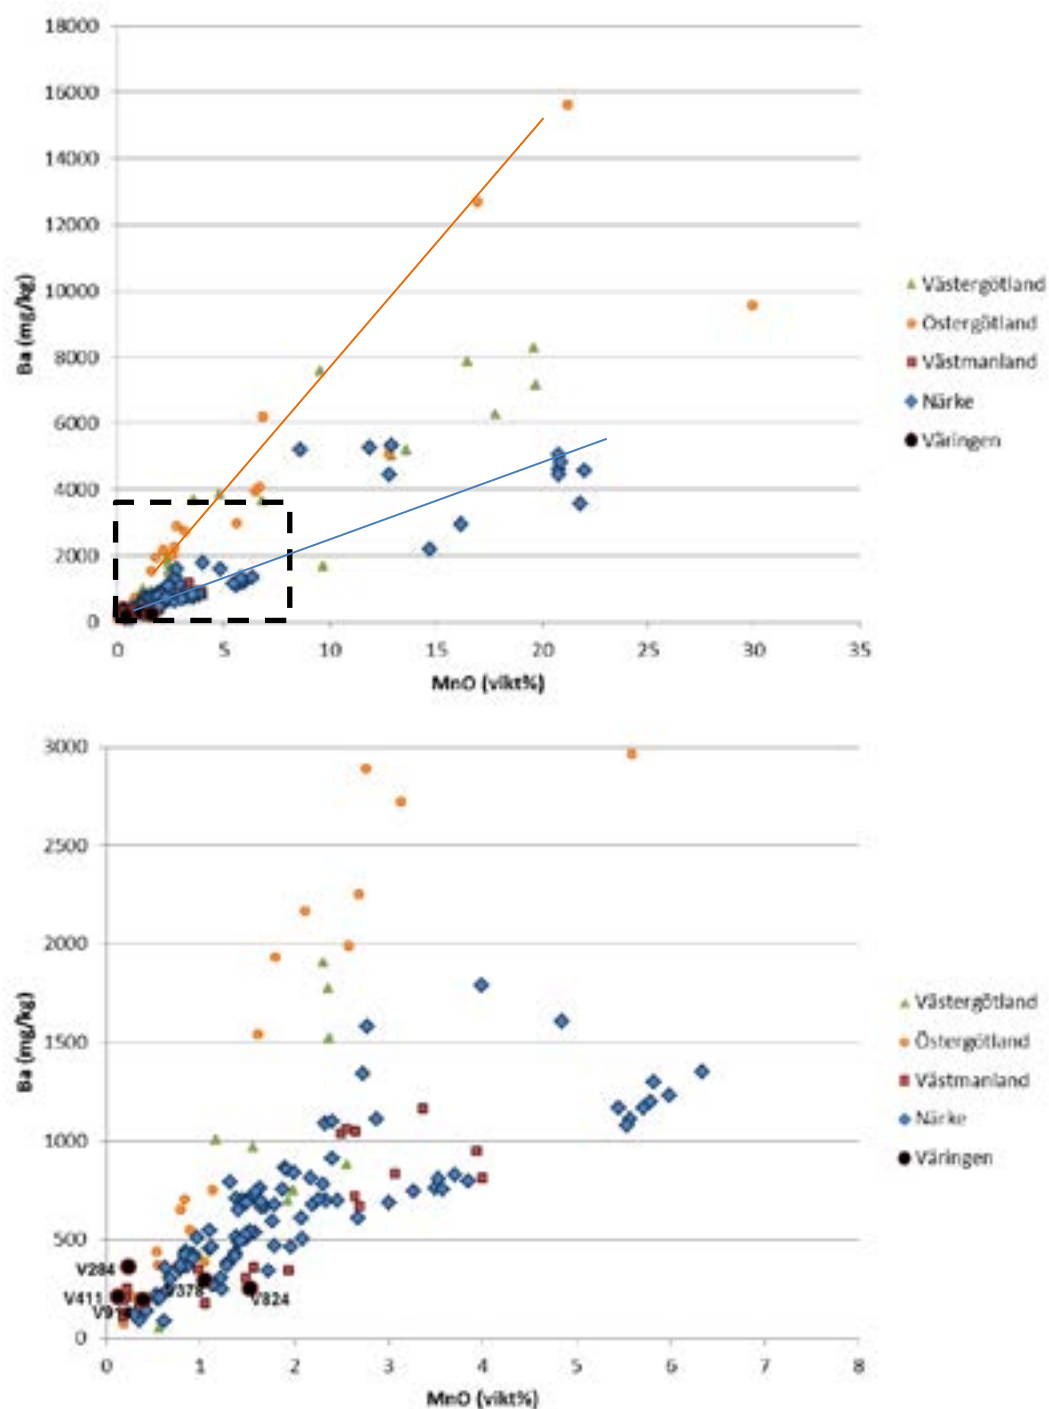 18000
16000
14000
12000
10000
8000
6000
4000
2000
0
Ba (mg/kg)
0 5 10 15 20 25 30 35
MnO (vikt%)
Västergötland
Östergötland
Västmanland
Närke
Väringen
3000
2500
2000
1500
1000
500
0
Ba (mg/kg)
V284
V411
V378
V824
0 1 2 3 4 5 6 7 8
MnO (vikt%)
Västergötland
Östergötland
Västmanland
Närke
Väringen